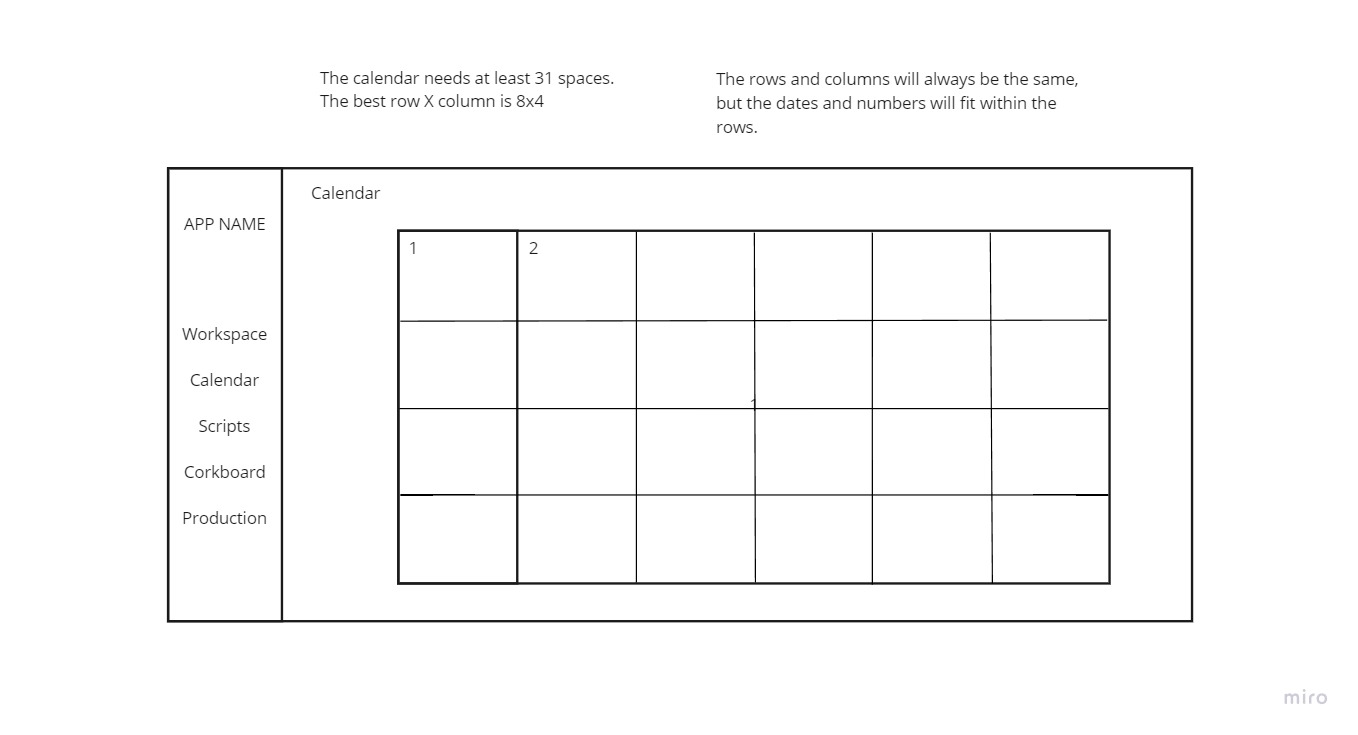 The calendar needs at least 31 spaces.
The best row X column is 8x4
The rows and columns will always be the same,
but the dates and numbers will fit within the
rows.
APP NAME
Workspace
Calendar
Scripts
Corkboard
Production
Calendar
1
2
miro